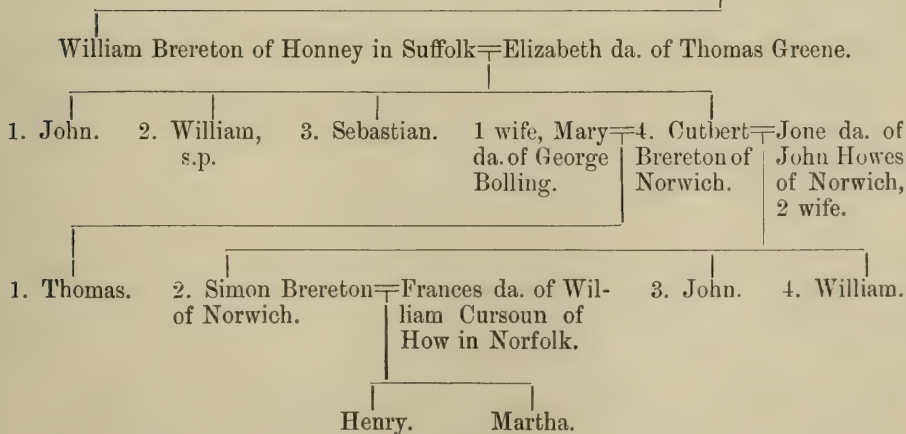 William Brereton of Honney in Suffolk=Elizabeth da. of Thomas Greene.
1. John. 2. William, s.p. 3. Sebastian. 1 wife, Mary da. of George Bolling. = 4. Cutbert Brereton of Norwich. = Jone da. of John Howes of Norwich, 2 wife.
1. Thomas. 2. Simon Brereton of Norwich. = Frances da. of Wil-
liam Cursoun of
How in Norfolk.
3. John. 4. William.
Henry. Martha.